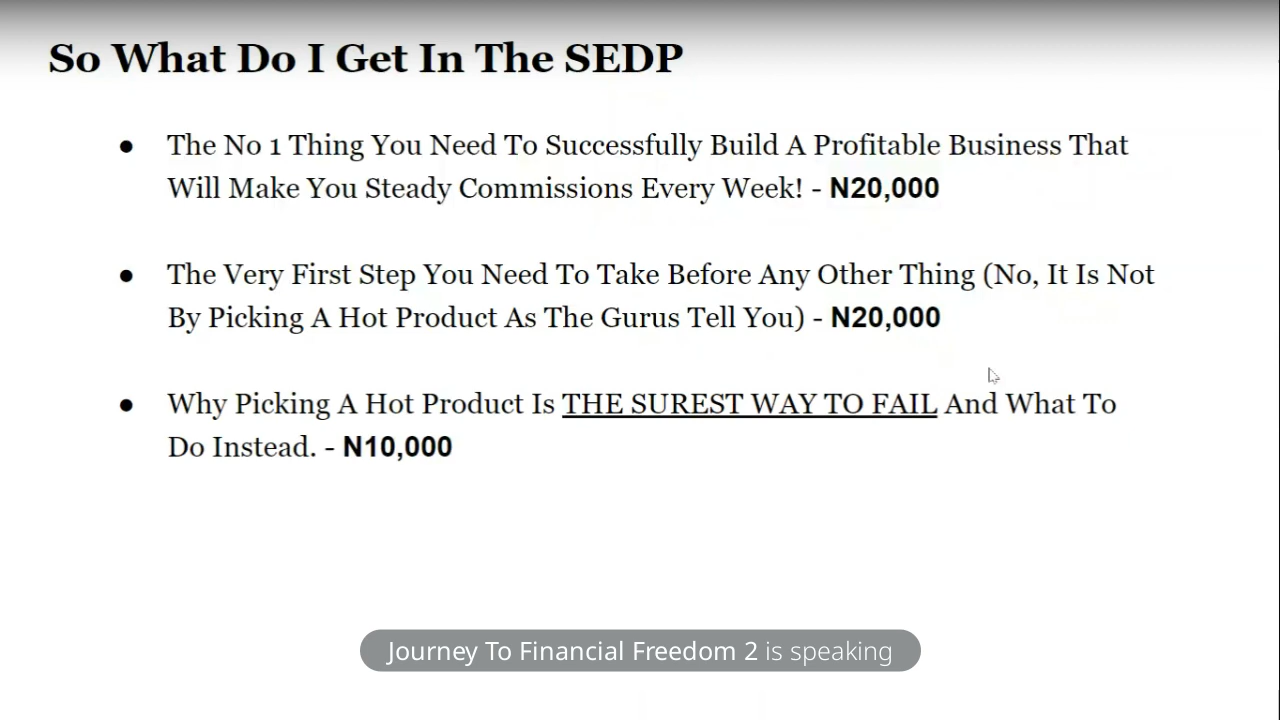 So What Do I Get In The SEDP
● The No 1 Thing You Need To Successfully Build A Profitable Business That
Will Make You Steady Commissions Every Week! - N20,000
● The Very First Step You Need To Take Before Any Other Thing (No, It Is Not
By Picking A Hot Product As The Gurus Tell You) - N20,000
● Why Picking A Hot Product Is THE SUREST WAY TO FAIL And What To
Do Instead. - N10,000
Journey To Financial Freedom 2 is speaking